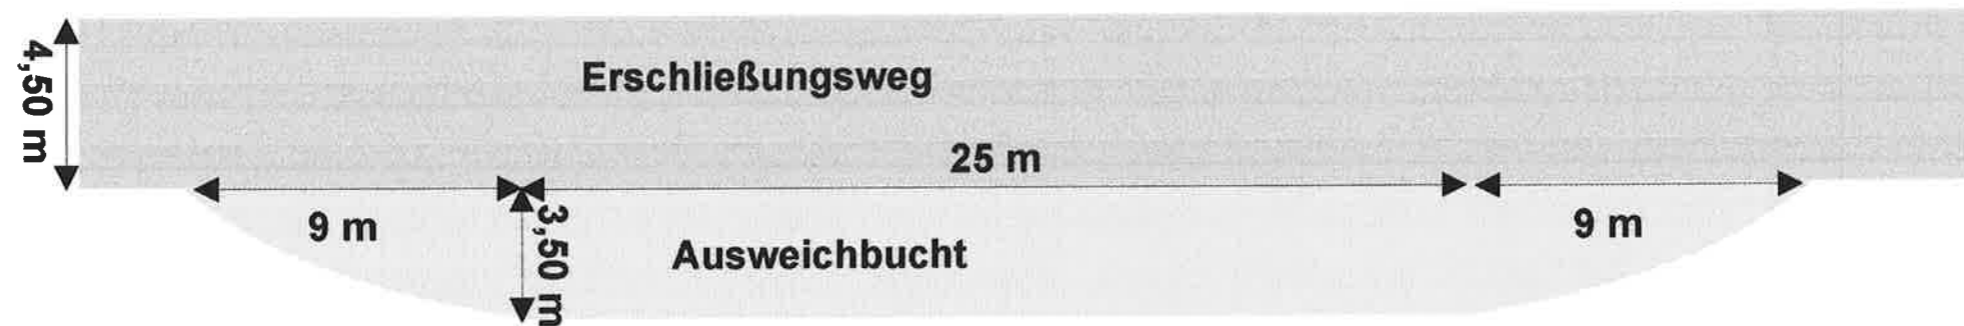 4,50 m
Erschließungsweg
25 m
9 m
3,50 m
Ausweichbucht
9 m